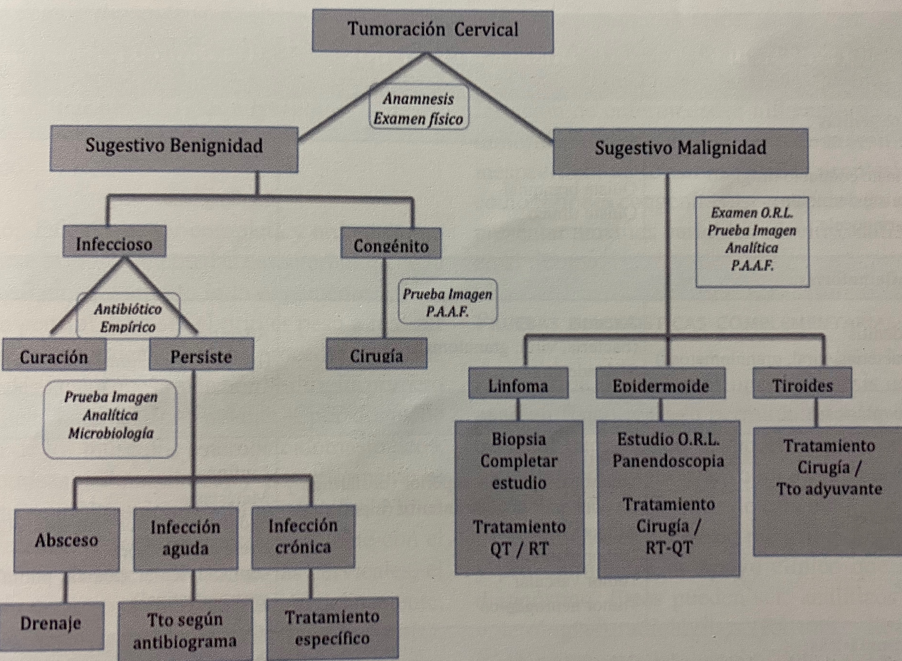 Tumoración Cervical
Anamnesis
Examen físico
Sugestivo Benignidad
Sugestivo Malignidad
Infeccioso
Congénito
Examen O.R.L.
Prueba Imagen
Analítica
P.A.A.F.
Antibiótico
Empírico
Prueba Imagen
P.A.A.F.
Curación
Persiste
Cirugía
Linfoma
Epidermoide
Tiroides
Prueba Imagen
Analítica
Microbiología
Biopsia
Completar
estudio
Tratamiento
QT / RT
Estudio O.R.L.
Panendoscopia
Tratamiento
Cirugía /
RT-QT
Tratamiento
Cirugía /
Tto adyuvante
Absceso
Infección
aguda
Infección
crónica
Drenaje
Tto según
antibiograma
Tratamiento
específico